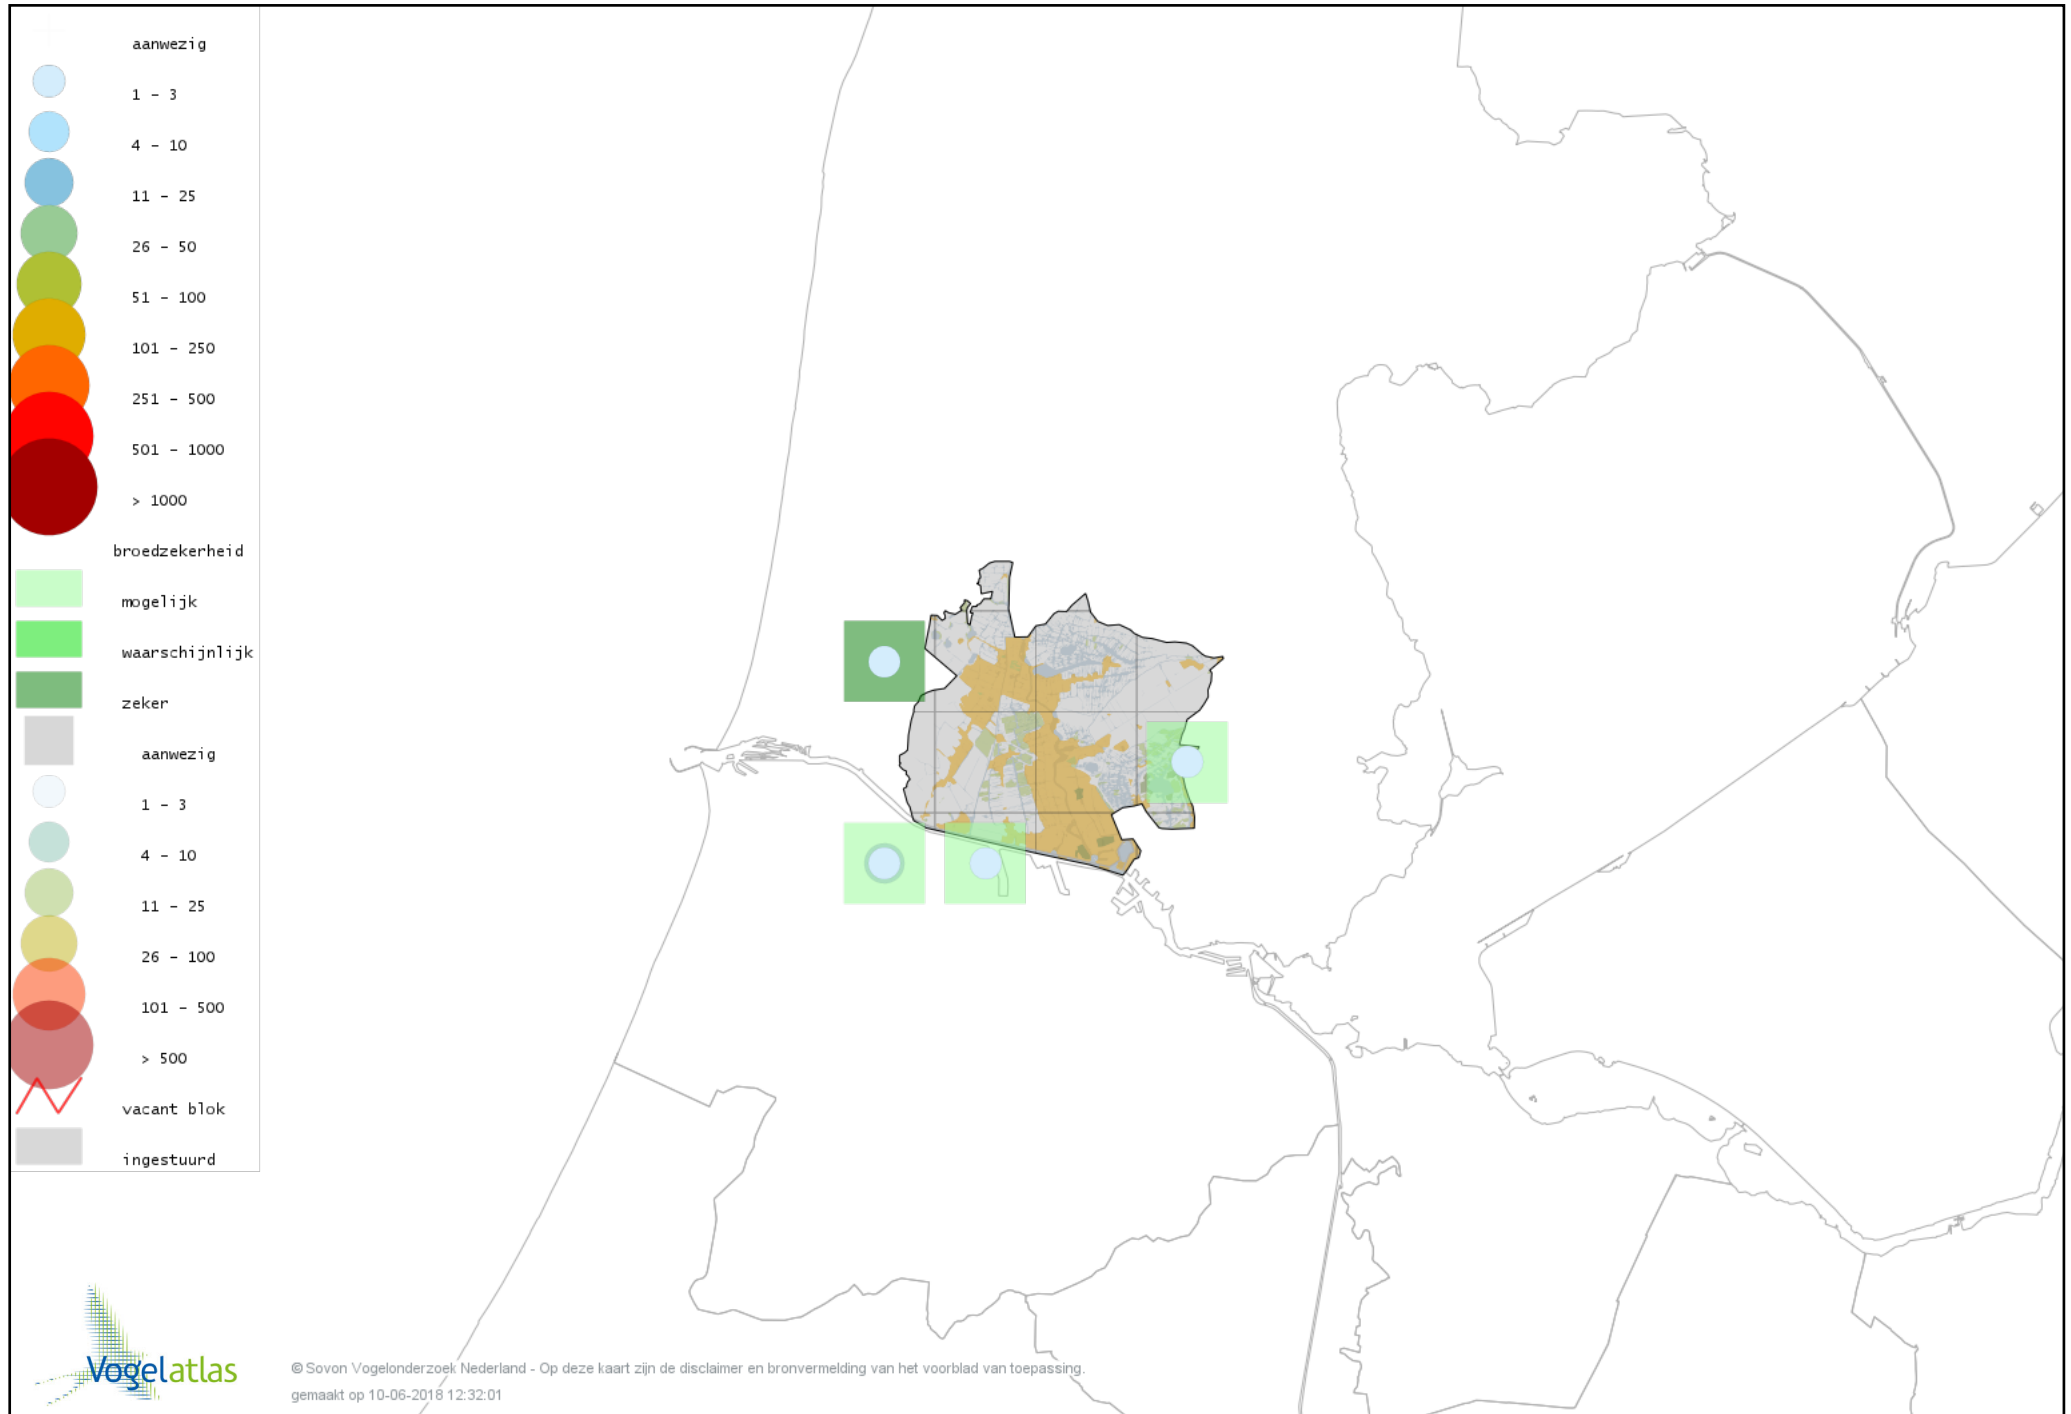 aanwezig
1 - 3
4 - 10
11 - 25
26 - 50
51 - 100
101 - 250
251 - 500
501 - 1000
> 1000
broedzekerheid
mogelijk
waarschijnlijk
zeker
aanwezig
1 - 3
4 - 10
11 - 25
26 - 100
101 - 500
> 500
vacant blok
ingestuurd
Vogelatlas
© Sovon Vogelonderzoek Nederland - Op deze kaart zijn de disclaimer en bronvermelding van het voorblad van toepassing.
gemaakt op 10-06-2018 12:32:01